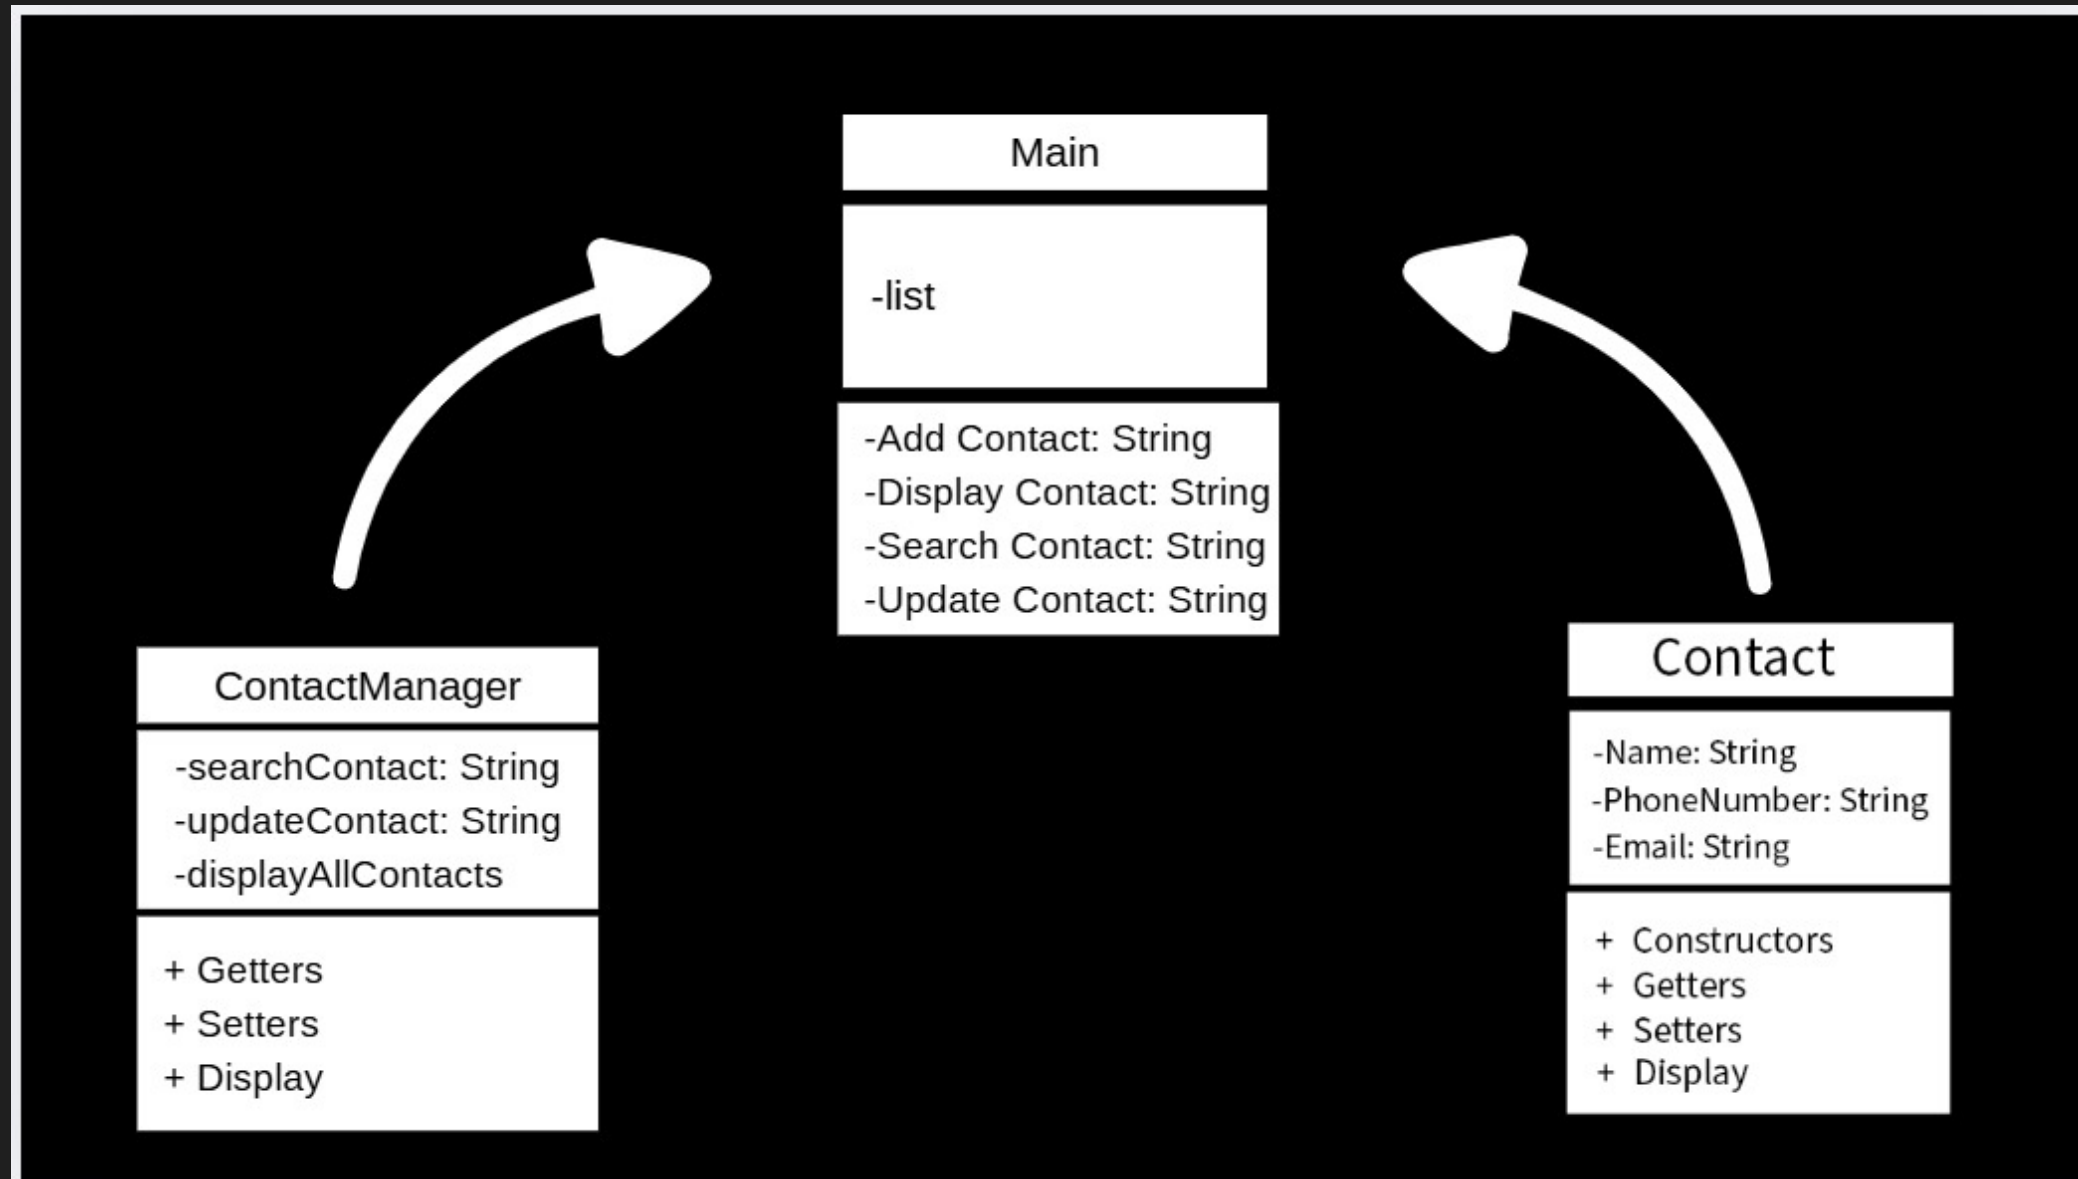 Main
-list
-Add Contact: String
-Display Contact: String
-Search Contact: String
-Update Contact: String
ContactManager
-searchContact: String
-updateContact: String
-displayAllContacts
+ Getters
+ Setters
+ Display
Contact
-Name: String
-PhoneNumber: String
-Email: String
+ Constructors
+ Getters
+ Setters
+ Display